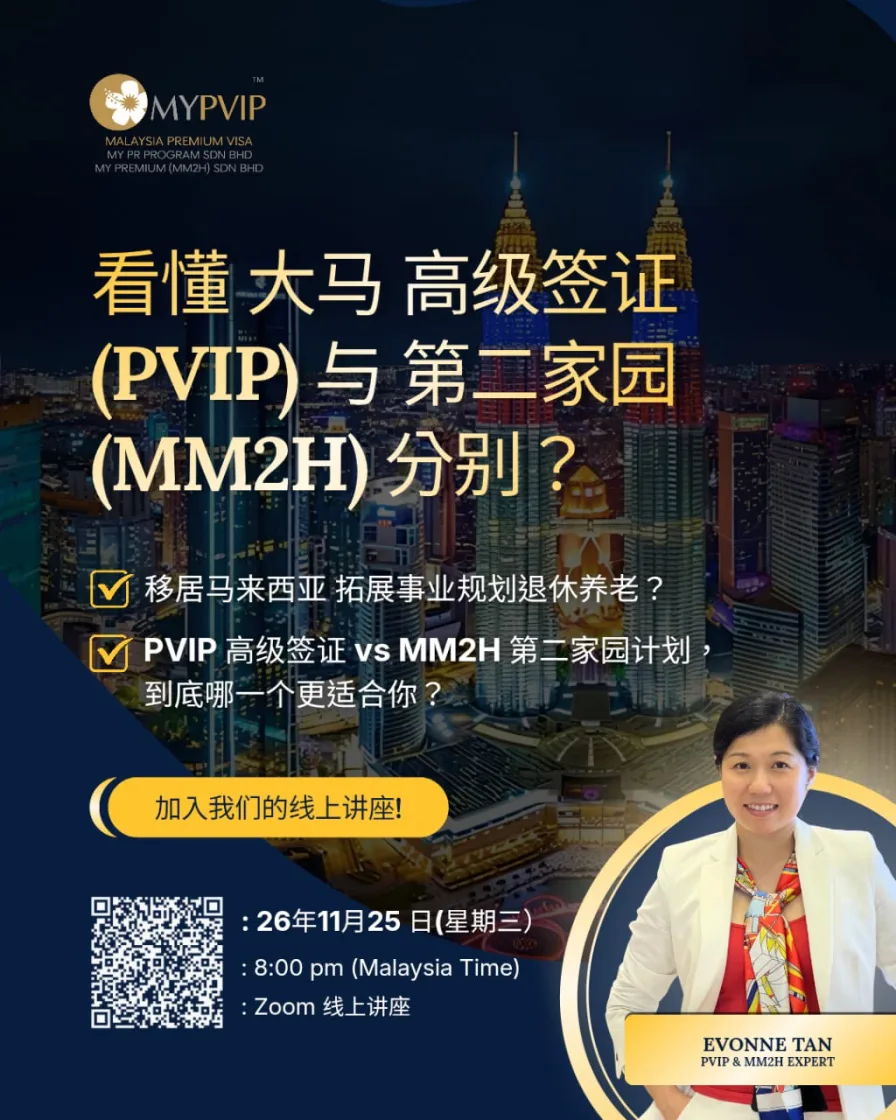 TM
MYPVIP
MALAYSIA PREMIUM VISA
MY PR PROGRAM SDN BHD
MY PREMIUM (MM2H) SDN BHD
看懂 大马 高级签证
(PVIP) 与 第二家园
(MM2H) 分别？
移居马来西亚 拓展事业规划退休养老？
PVIP 高级签证 vs MM2H 第二家园计划，
到底哪一个更适合你？
加入我们的线上讲座!
: 26年11月25 日(星期三）
: 8:00 pm (Malaysia Time)
: Zoom 线上讲座
EVONNE TAN
PVIP & MM2H EXPERT